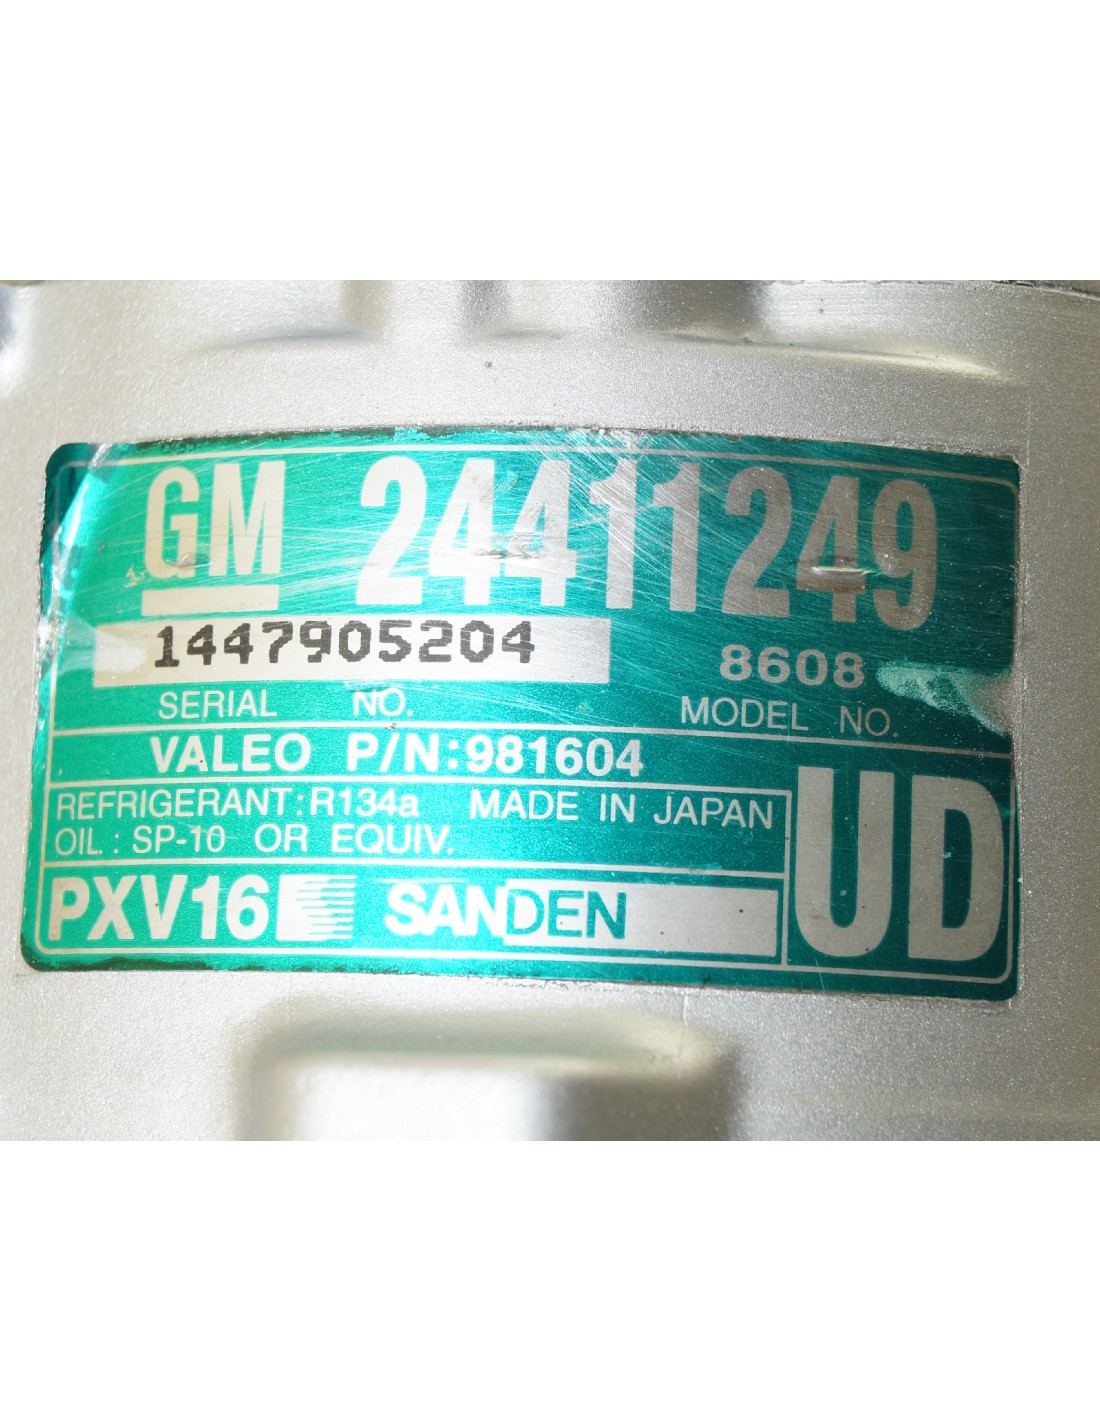 GM 24411249
1447905204 8608
SERIAL NO. MODEL NO.
VALEO P/N:981604
REFRIGERANT:R134a MADE IN JAPAN
OIL.: SP-10 OR EQUIV.
UD
PXV16 SANDEN